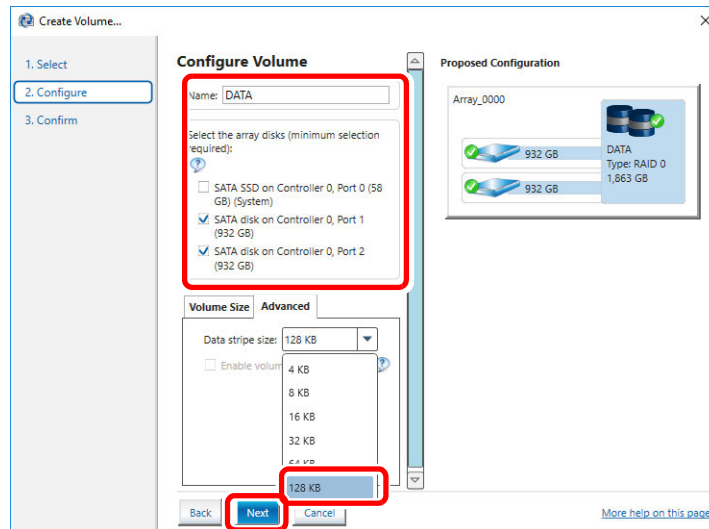 Create Volume...
1. Select
2. Configure
3. Confirm
Configure Volume
Name: DATA
Select the array disks (minimum selection
required):
SATA SSD on Controller 0, Port 0 (58
GB) (System)
SATA disk on Controller 0, Port 1
(932 GB)
SATA disk on Controller 0, Port 2
(932 GB)
Volume Size Advanced
Data stripe size: 128 KB
Enable volum
4 KB
8 KB
16 KB
32 KB
64 KB
128 KB
Back Next Cancel
Proposed Configuration
Array_0000
932 GB
932 GB
DATA
Type: RAID 0
1,863 GB
More help on this page